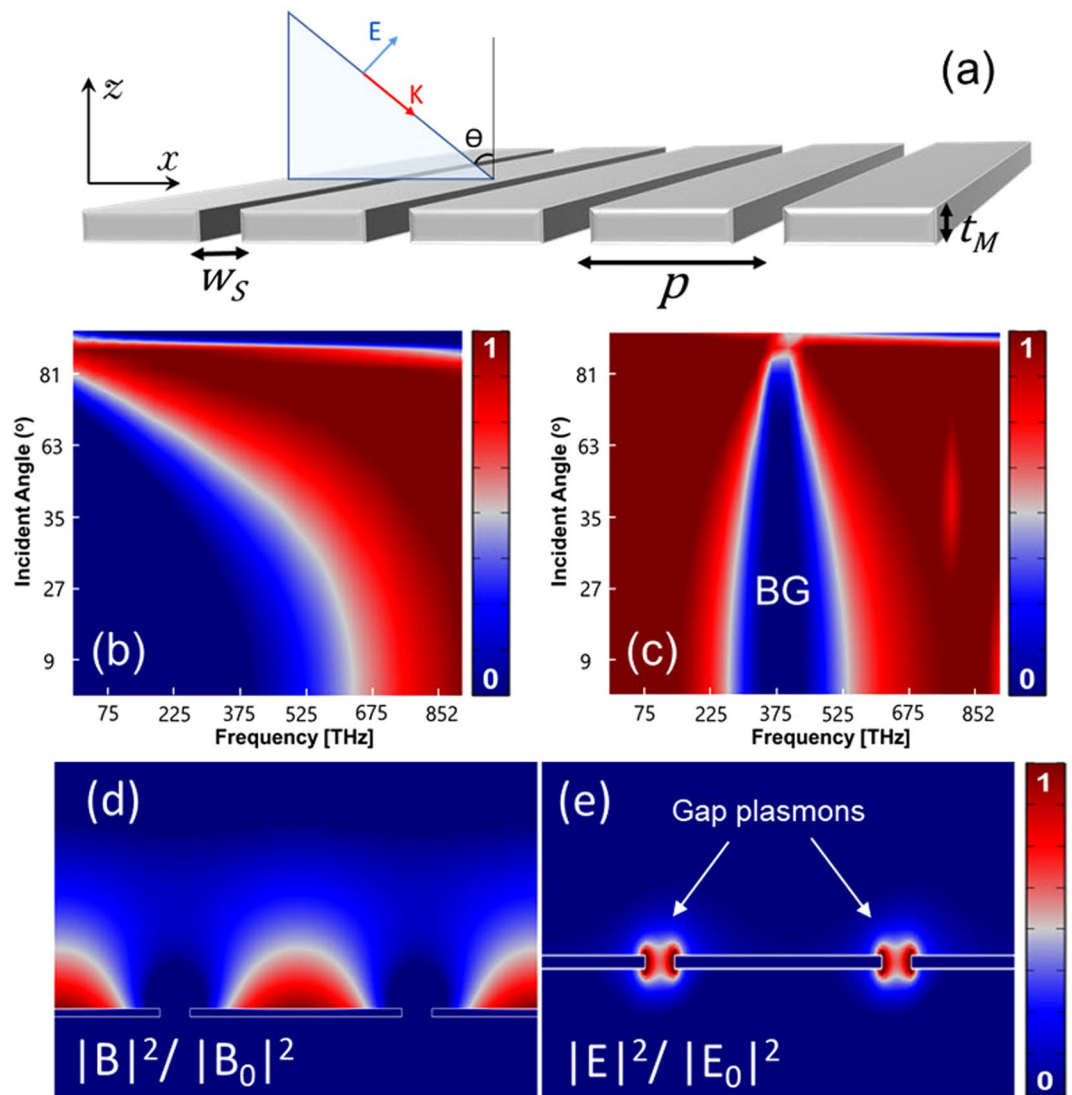 (a)
z
x
E
K
Θ
w_S
p
t_M
1
0
1
0
81
63
35
27
9
Incident Angle (°)
(b)
75 225 375 525 675 852
Frequency [THz]
81
63
35
27
9
Incident Angle (°)
BG
(c)
75 225 375 525 675 852
Frequency [THz]
(d)
|B|²/ |B₀|²
(e)
Gap plasmons
|E|²/ |E₀|²
1
0